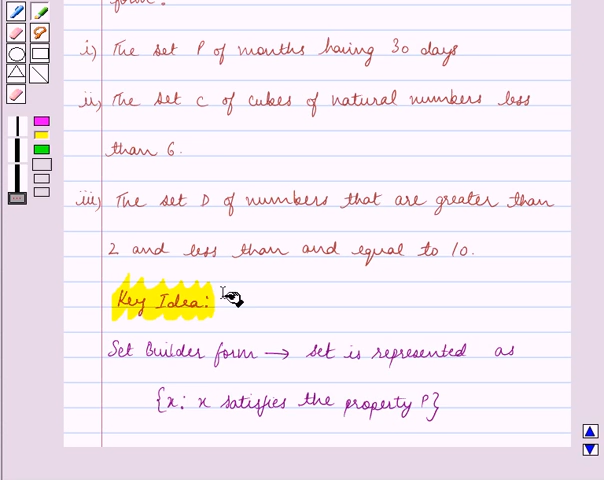 form.
i) The set P of months having 30 days
ii) The set C of cubes of natural numbers less
than 6.
iii) The set D of numbers that are greater than
2 and less than and equal to 10.
Key Idea:
Set Builder form → set is represented as
{x: x satisfies the property P}